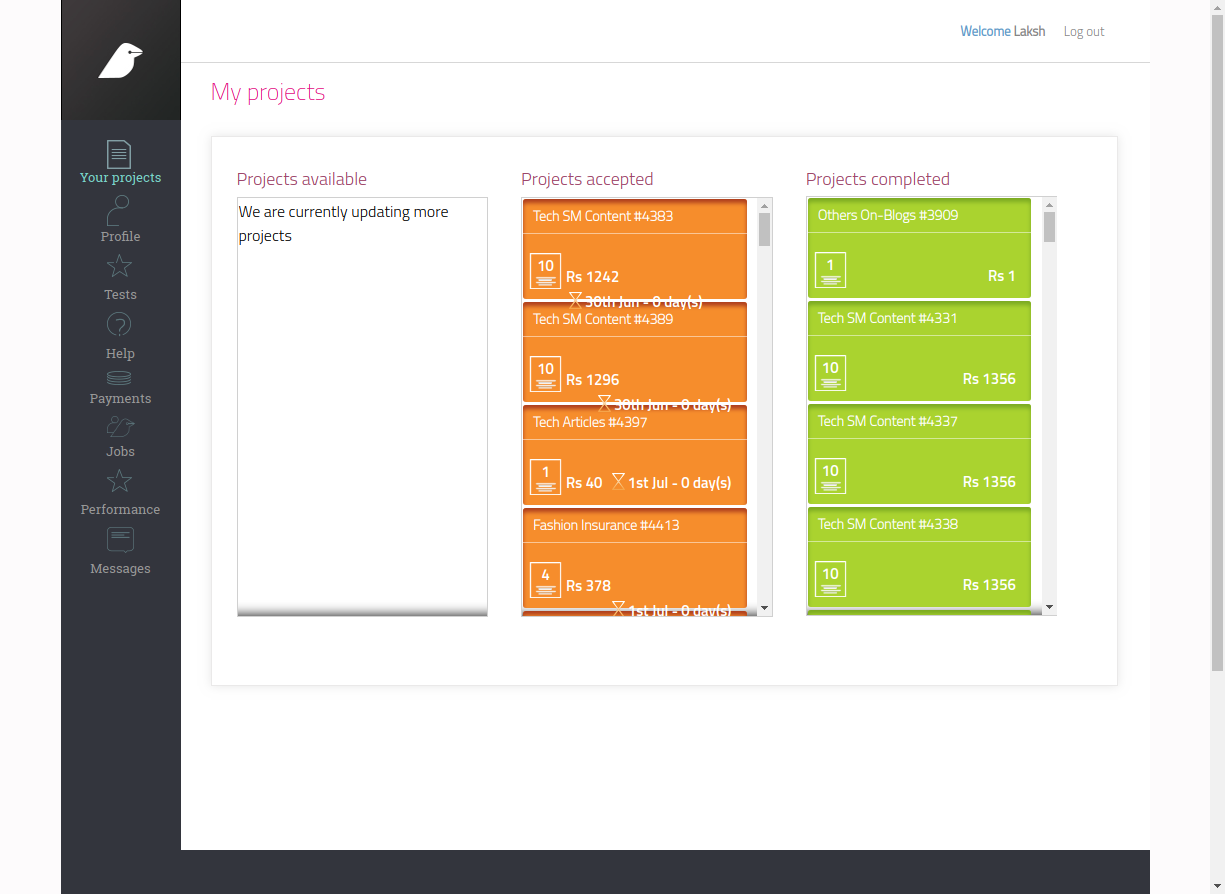 Welcome Laksh Log out
My projects
Your projects
Profile
Tests
Help
Payments
Jobs
Performance
Messages
Projects available
We are currently updating more
projects
Projects accepted
Tech SM Content #4383
10 Rs 1242
30th Jun - 0 day(s)
Tech SM Content #4389
10 Rs 1296
30th Jun - 0 day(s)
Tech Articles #4397
1 Rs 40 1st Jul - 0 day(s)
Fashion Insurance #4413
4 Rs 378
1st Jul - 0 day(s)
Projects completed
Others On-Blogs #3909
1 Rs 1
Tech SM Content #4331
10 Rs 1356
Tech SM Content #4337
10 Rs 1356
Tech SM Content #4338
10 Rs 1356